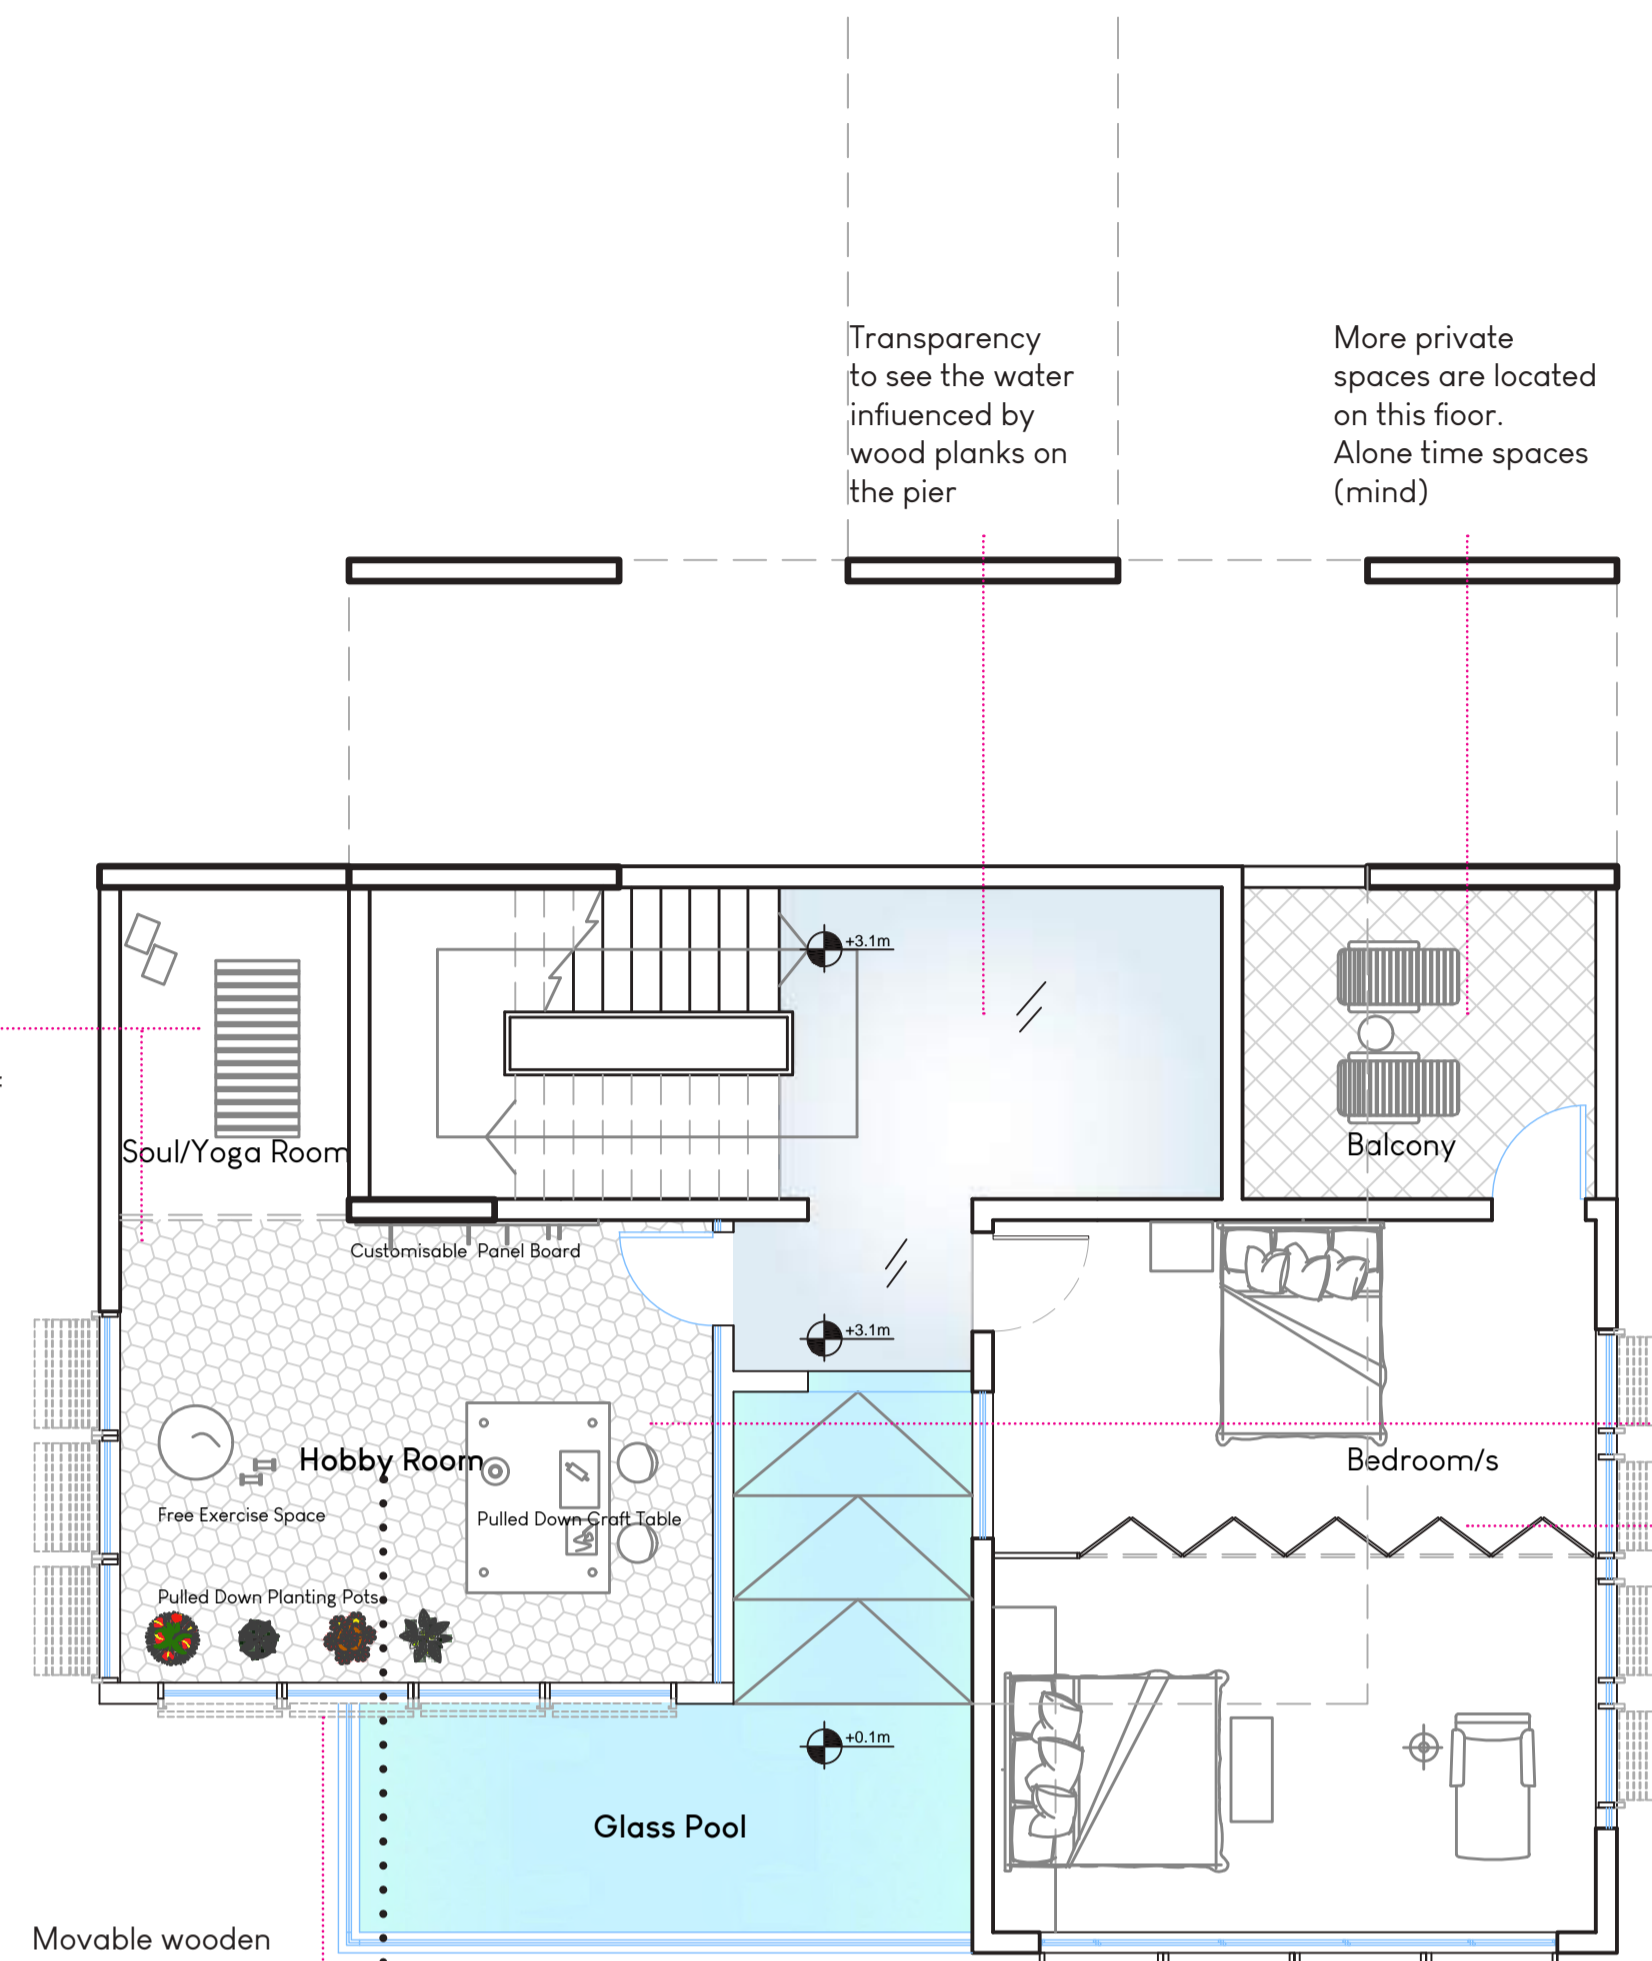 Transparency
to see the water
infiuenced by
wood planks on
the pier
More private
spaces are located
on this fioor.
Alone time spaces
(mind)
+3.1m
Soul/Yoga Room
Balcony
Customisable Panel Board
+3.1m
Hobby Room
Bedroom/s
Free Exercise Space
Pulled Down Craft Table
Pulled Down Planting Pots
+0.1m
Glass Pool
Movable wooden